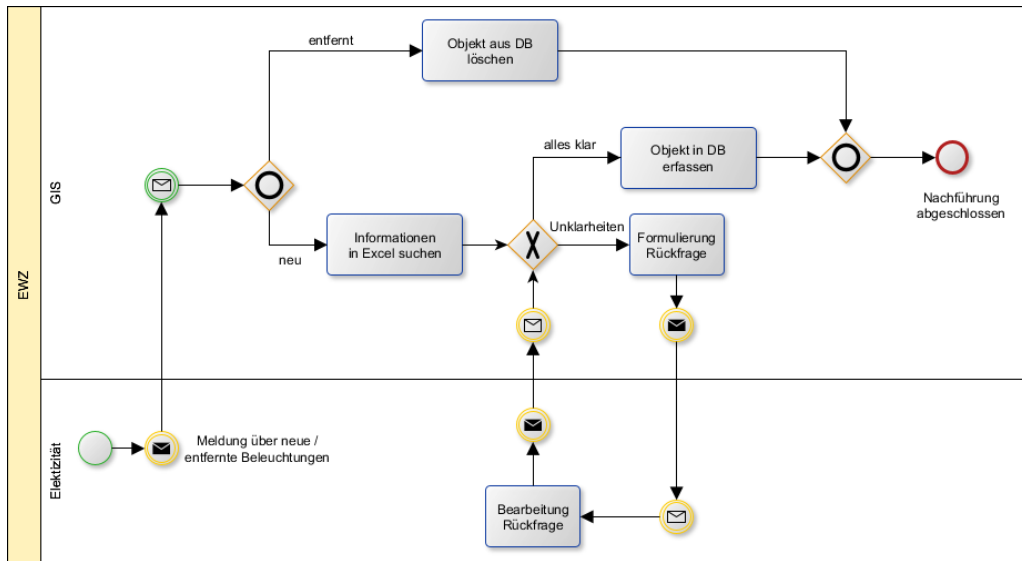 EWZ
GIS
entfernt
Objekt aus DB
löschen
alles klar
Objekt in DB
erfassen
Nachführung
abgeschlossen
neu
Informationen
in Excel suchen
Unklarheiten
Formulierung
Rückfrage
Elektizität
Meldung über neue /
entfernte Beleuchtungen
Bearbeitung
Rückfrage